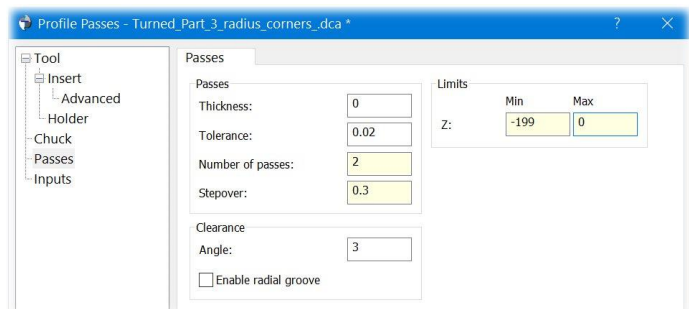 Profile Passes - Turned_Part_3_radius_corners_.dca * ? ×
Tool
Insert
Advanced
Holder
Chuck
Passes
Inputs
Passes
Passes
Thickness: 0
Tolerance: 0.02
Number of passes: 2
Stepover: 0.3
Clearance
Angle: 3
Enable radial groove
Limits
Min Max
Z: -199 0